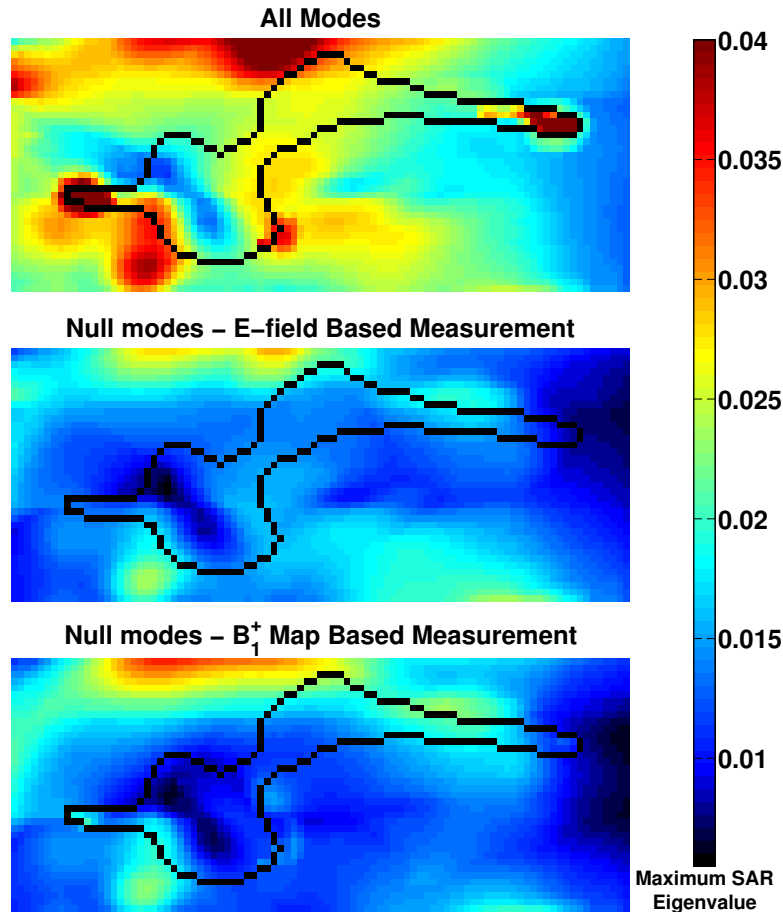 All Modes
Null modes − E−field Based Measurement
Null modes − B₁⁺ Map Based Measurement
0.04
0.035
0.03
0.025
0.02
0.015
0.01
Maximum SAR
Eigenvalue